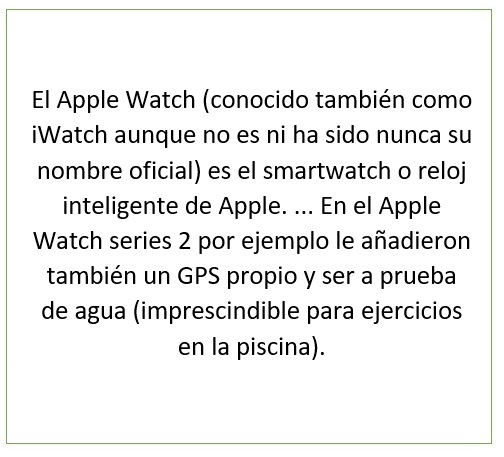 El Apple Watch (conocido también como
iWatch aunque no es ni ha sido nunca su
nombre oficial) es el smartwatch o reloj
inteligente de Apple. ... En el Apple
Watch series 2 por ejemplo le añadieron
también un GPS propio y ser a prueba
de agua (imprescindible para ejercicios
en la piscina).